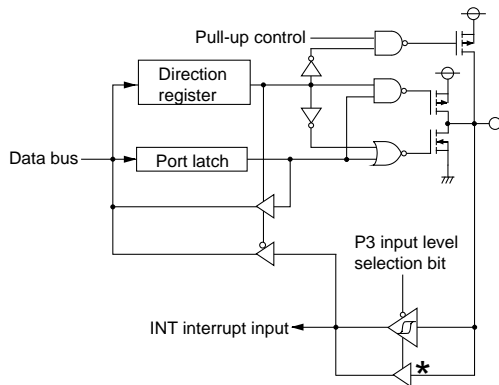 Pull-up control
Direction
register
Data bus
Port latch
P3 input level
selection bit
INT interrupt input
*